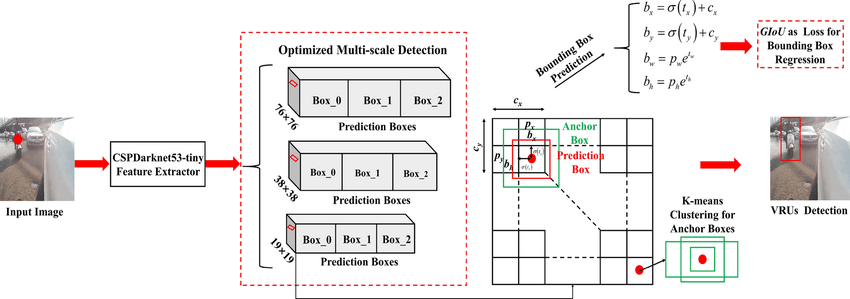 Input Image
CSPDarknet53-tiny
Feature Extractor
Optimized Multi-scale Detection
76×76
Box_0
Box_1
Box_2
Prediction Boxes
38×38
Box_0
Box_1
Box_2
Prediction Boxes
19×19
Box_0
Box_1
Box_2
Prediction Boxes
Bounding Box
Prediction
b_x = σ(t_x) + c_x
b_y = σ(t_y) + c_y
b_w = p_w e^{t_w}
b_h = p_h e^{t_h}
GIoU as Loss for
Bounding Box
Regression
c_x
c_y
p_x
b_x
p_y
b_h
σ(t_y)
σ(t_x)
Anchor
Box
Prediction
Box
K-means
Clustering for
Anchor Boxes
VRUs Detection